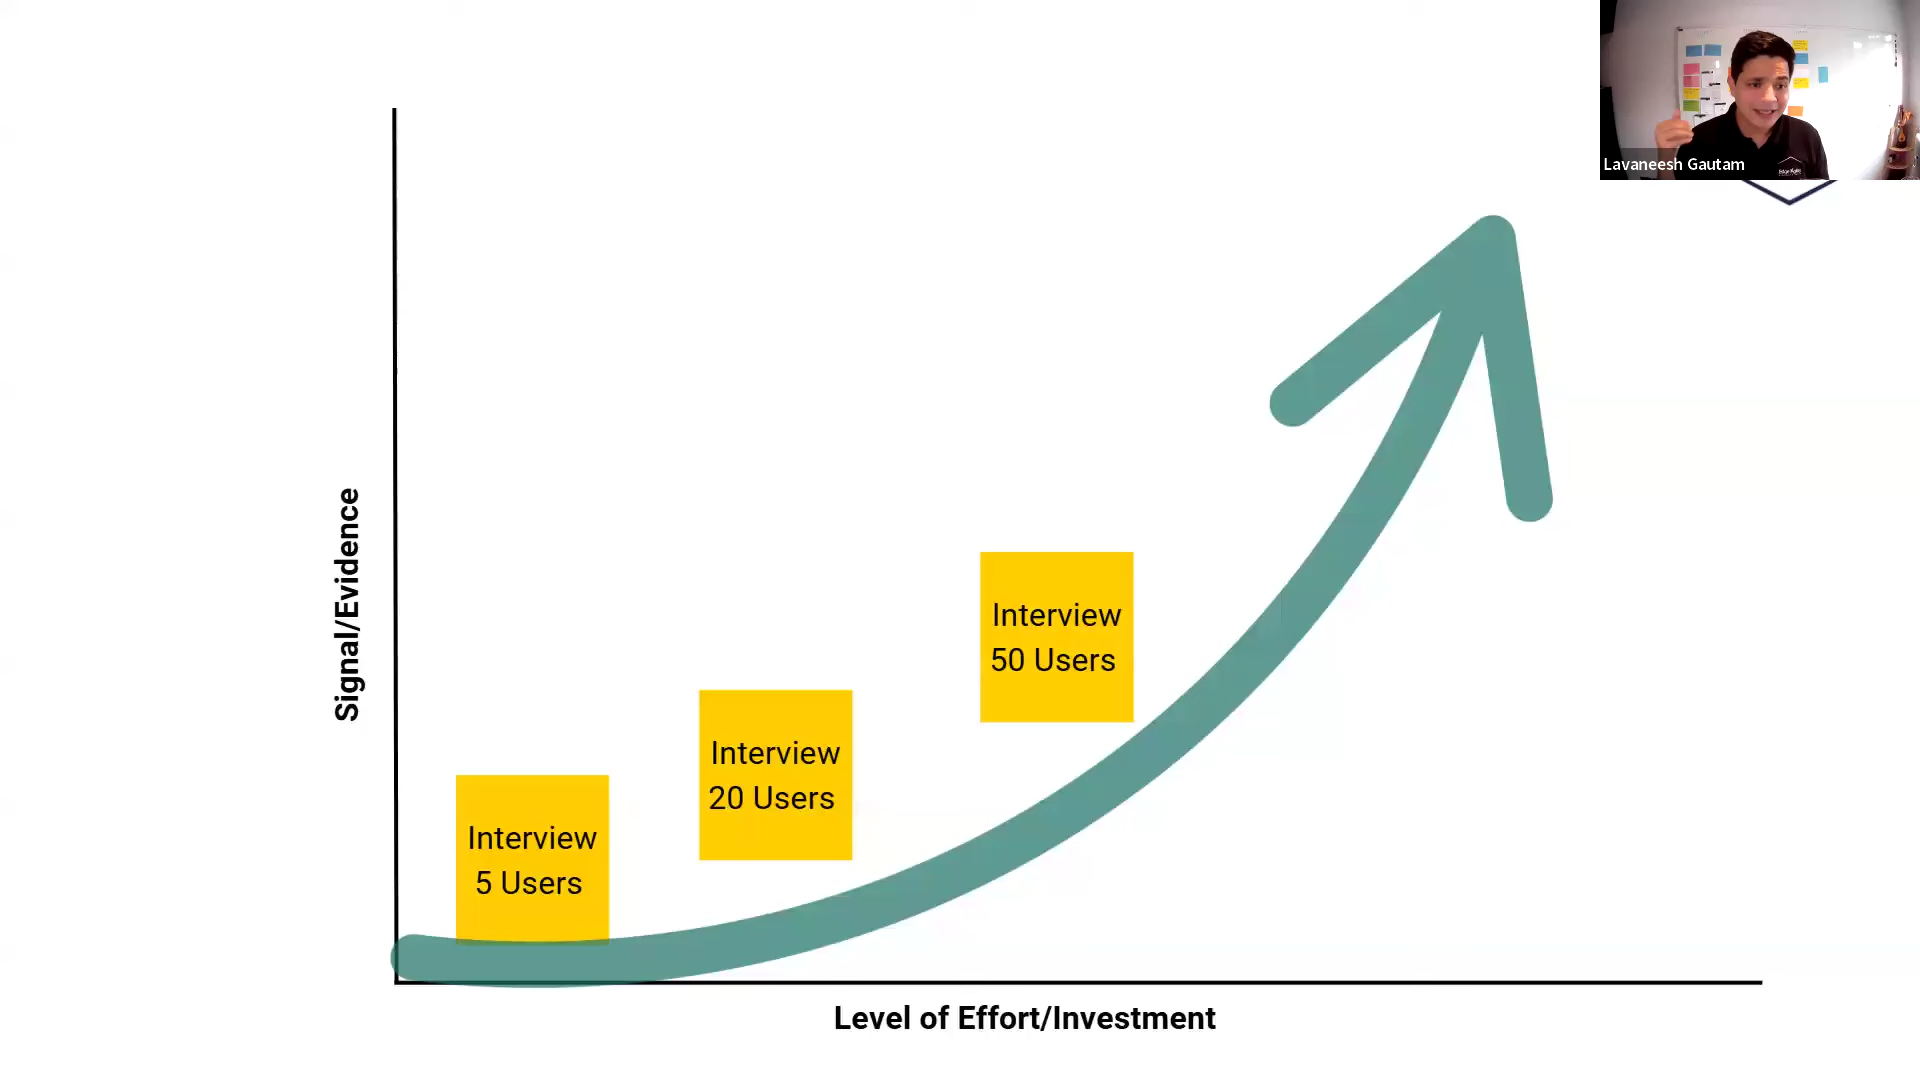 Lavaneesh Gautam
Signal/Evidence
Interview
50 Users
Interview
20 Users
Interview
5 Users
Level of Effort/Investment